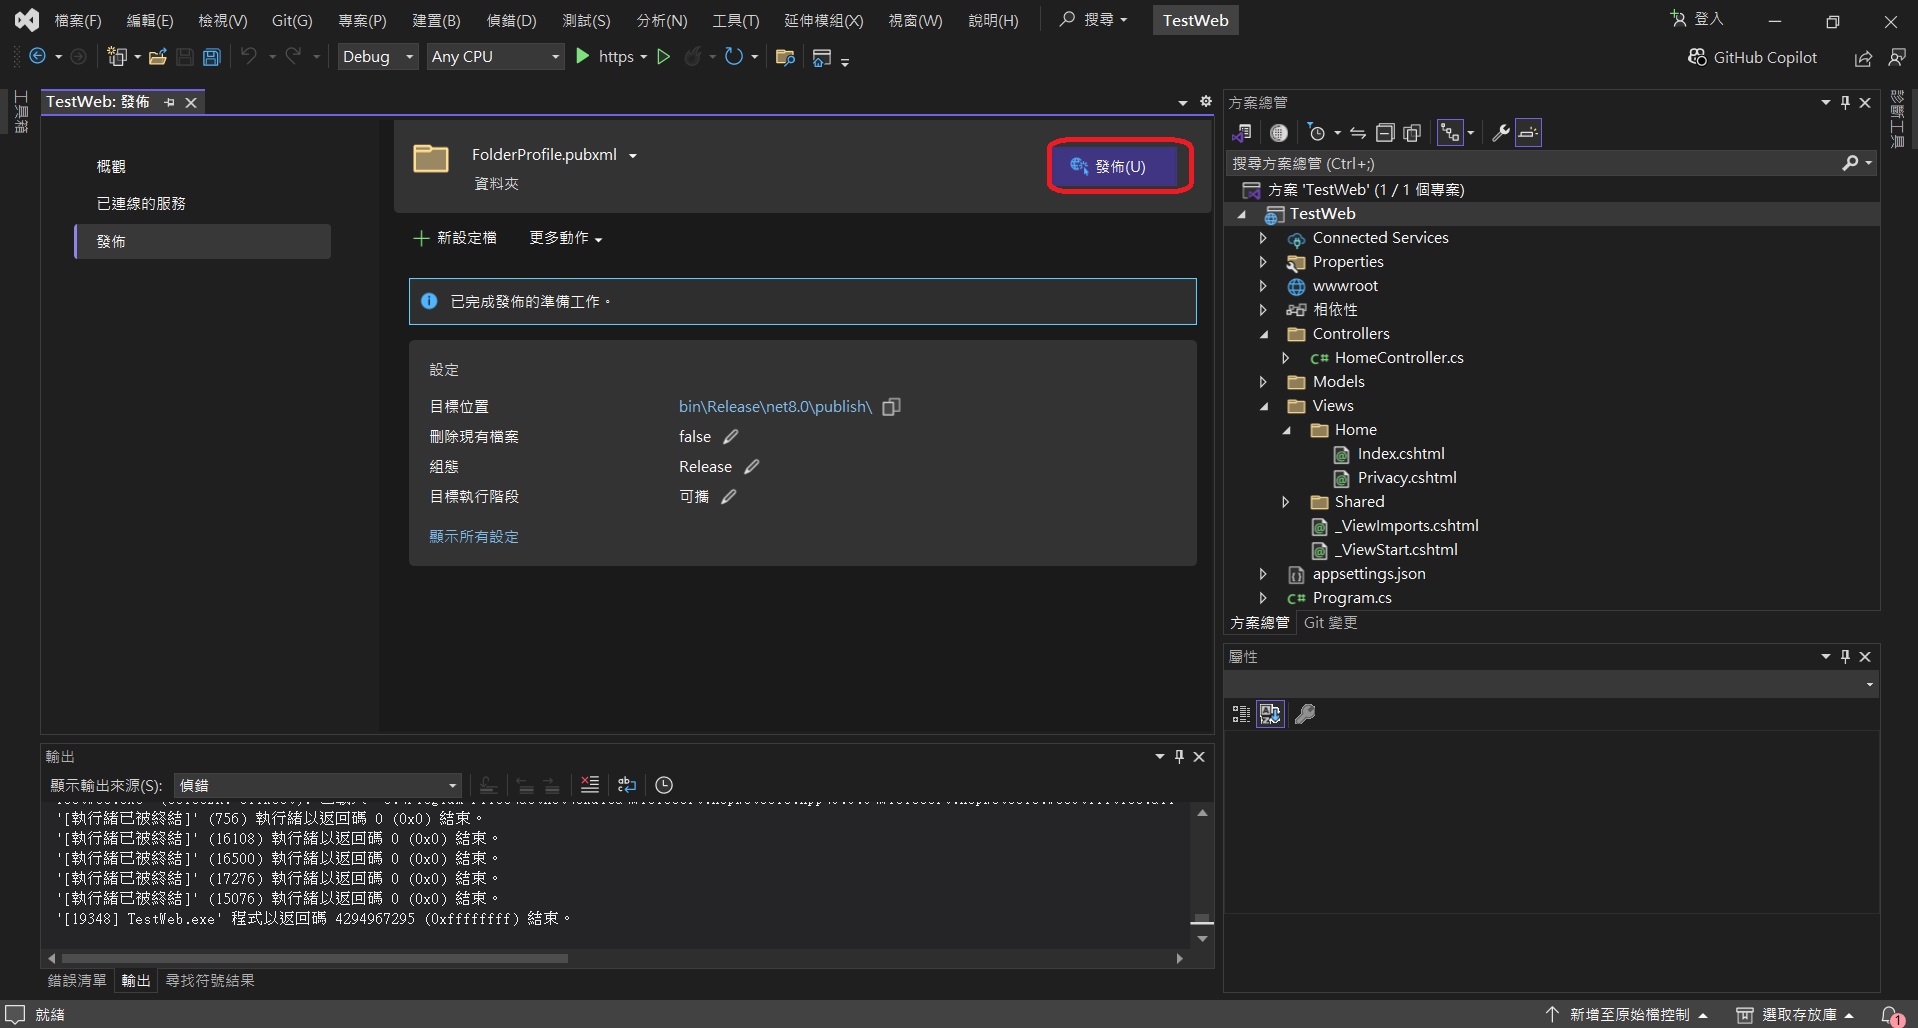 檔案(F) 編輯(E) 檢視(V) Git(G) 專案(P) 建置(B) 偵錯(D) 測試(S) 分析(N) 工具(T) 延伸模組(X) 視窗(W) 說明(H) 搜尋 TestWeb 登入
Debug Any CPU https GitHub Copilot
工具箱
TestWeb: 發佈
概觀
已連線的服務
發佈
FolderProfile.pubxml
資料夾
發佈(U)
新設定檔 更多動作
已完成發佈的準備工作。
設定
目標位置 bin\Release\net8.0\publish\
刪除現有檔案 false
組態 Release
目標執行階段 可攜
顯示所有設定
輸出
顯示輸出來源(S): 偵錯
'[執行緒已被終結]' (756) 執行緒以返回碼 0 (0x0) 結束。
'[執行緒已被終結]' (16108) 執行緒以返回碼 0 (0x0) 結束。
'[執行緒已被終結]' (16500) 執行緒以返回碼 0 (0x0) 結束。
'[執行緒已被終結]' (17276) 執行緒以返回碼 0 (0x0) 結束。
'[執行緒已被終結]' (15076) 執行緒以返回碼 0 (0x0) 結束。
'[19348] TestWeb.exe' 程式以返回碼 4294967295 (0xffffffff) 結束。
錯誤清單 輸出 尋找符號結果
方案總管
搜尋方案總管 (Ctrl+;)
方案 'TestWeb' (1 / 1 個專案)
TestWeb
Connected Services
Properties
wwwroot
相依性
Controllers
C# HomeController.cs
Models
Views
Home
Index.cshtml
Privacy.cshtml
Shared
_ViewImports.cshtml
_ViewStart.cshtml
appsettings.json
C# Program.cs
方案總管 Git 變更
屬性
診斷工具
就緒 新增至原始檔控制 選取存放庫 1